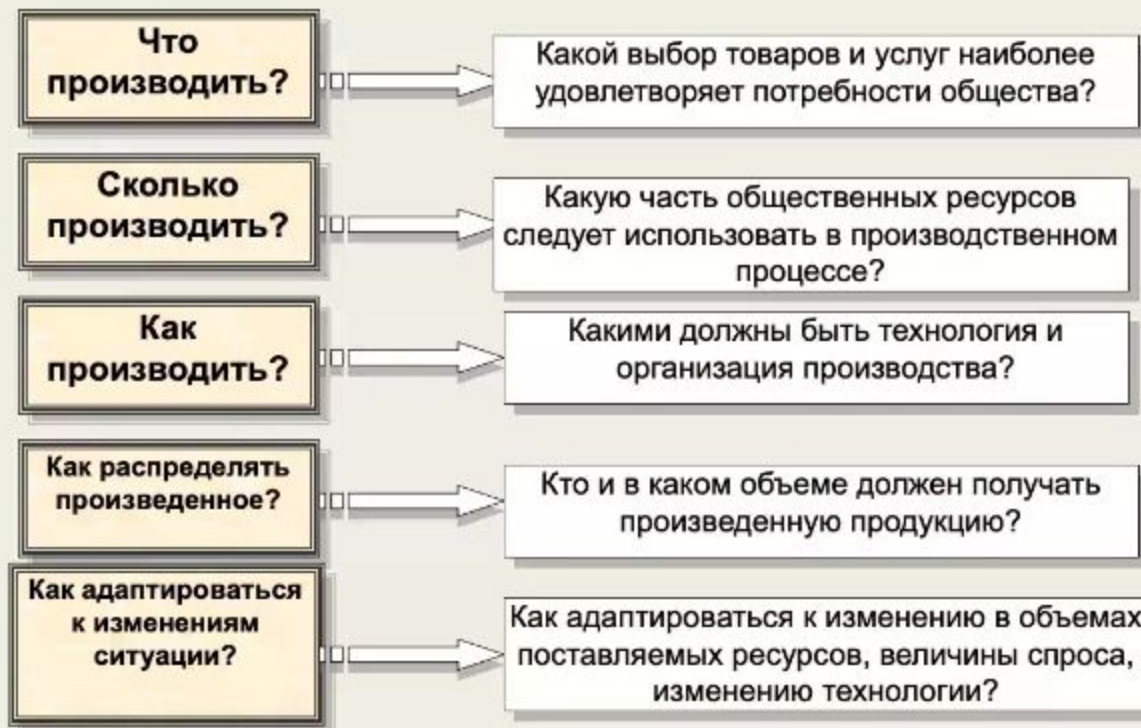 Что
производить?
Какой выбор товаров и услуг наиболее
удовлетворяет потребности общества?
Сколько
производить?
Какую часть общественных ресурсов
следует использовать в производственном
процессе?
Как
производить?
Какими должны быть технология и
организация производства?
Как распределять
произведенное?
Кто и в каком объеме должен получать
произведенную продукцию?
Как адаптироваться
к изменениям
ситуации?
Как адаптироваться к изменению в объемах
поставляемых ресурсов, величины спроса,
изменению технологии?